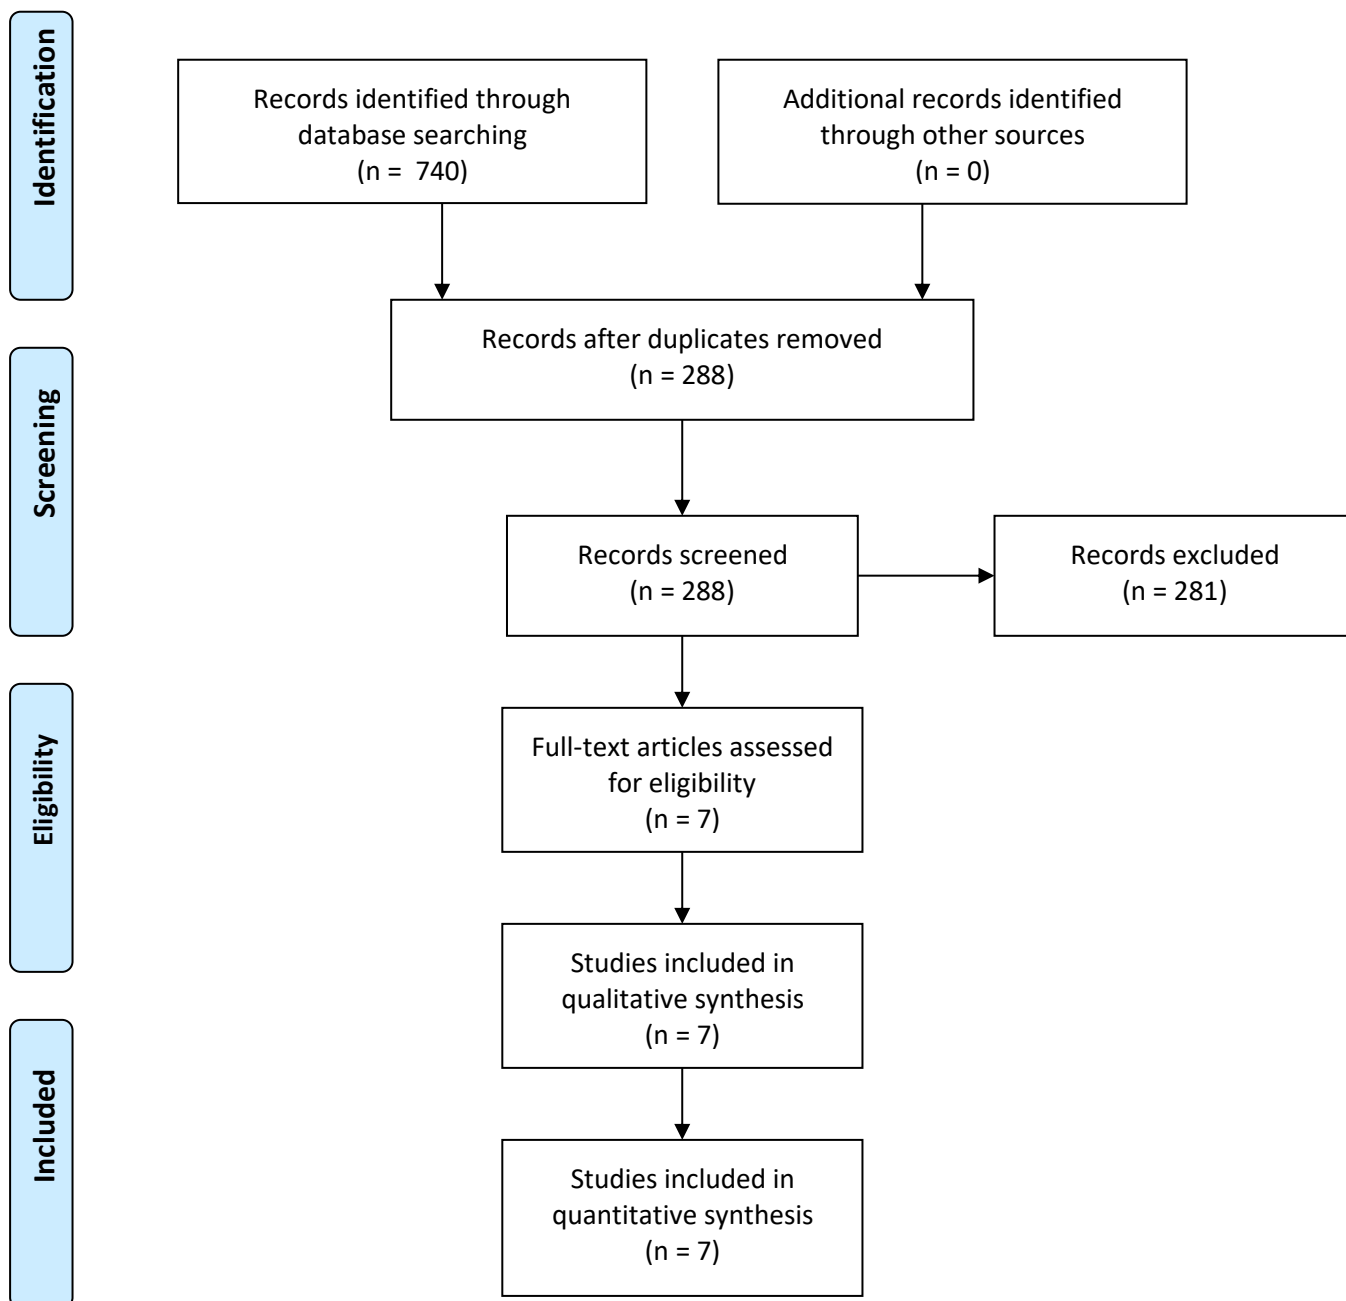 Identification
Records identified through
database searching
(n =  740)
Additional records identified
through other sources
(n = 0)
Records after duplicates removed
(n = 288)
Screening
Records screened
(n = 288)
Records excluded
(n = 281)
Eligibility
Full-text articles assessed
for eligibility
(n = 7)
Studies included in
qualitative synthesis
(n = 7)
Included
Studies included in
quantitative synthesis
(n = 7)